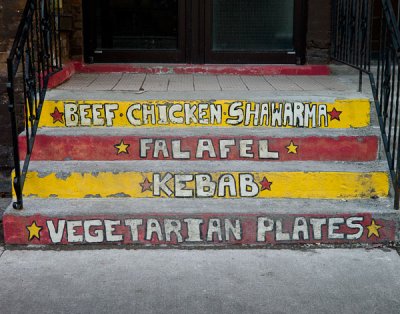 BEEF · CHICKEN SHAWARMA
FALAFEL
KEBAB
VEGETARIAN PLATES